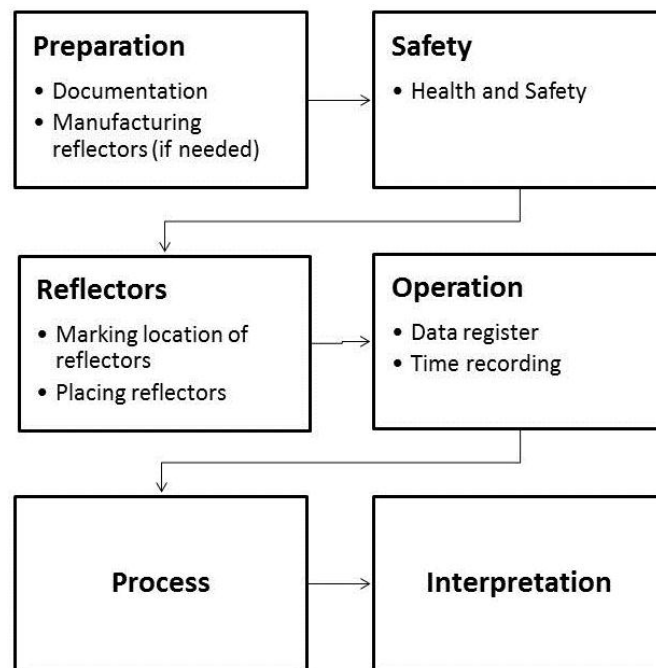 Preparation
• Documentation
• Manufacturing
reflectors (if needed)
Safety
• Health and Safety
Reflectors
• Marking location of
reflectors
• Placing reflectors
Operation
• Data register
• Time recording
Process
Interpretation